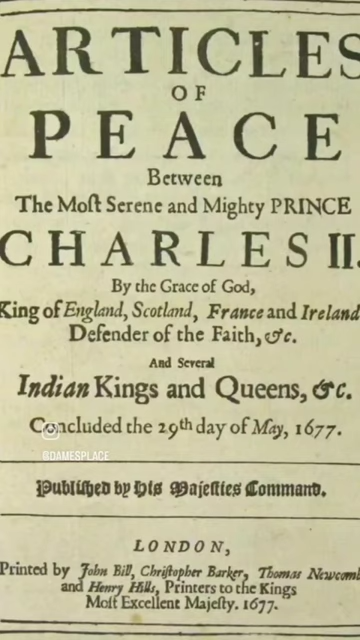 ARTICLES
OF
PEACE
Between
The Moſt Serene and Mighty PRINCE
CHARLES II.
By the Grace of God,
King of England, Scotland, France and Ireland
Defender of the Faith, &c.
And Several
Indian Kings and Queens, &c.
Concluded the 29th day of May, 1677.
@DAMESPLACE
Publiſhed by His Majeſties Command.
LONDON,
Printed by John Bill, Chriſtopher Barker, Thomas Newcomb
and Henry Hills, Printers to the Kings
Moſt Excellent Majeſty. 1677.